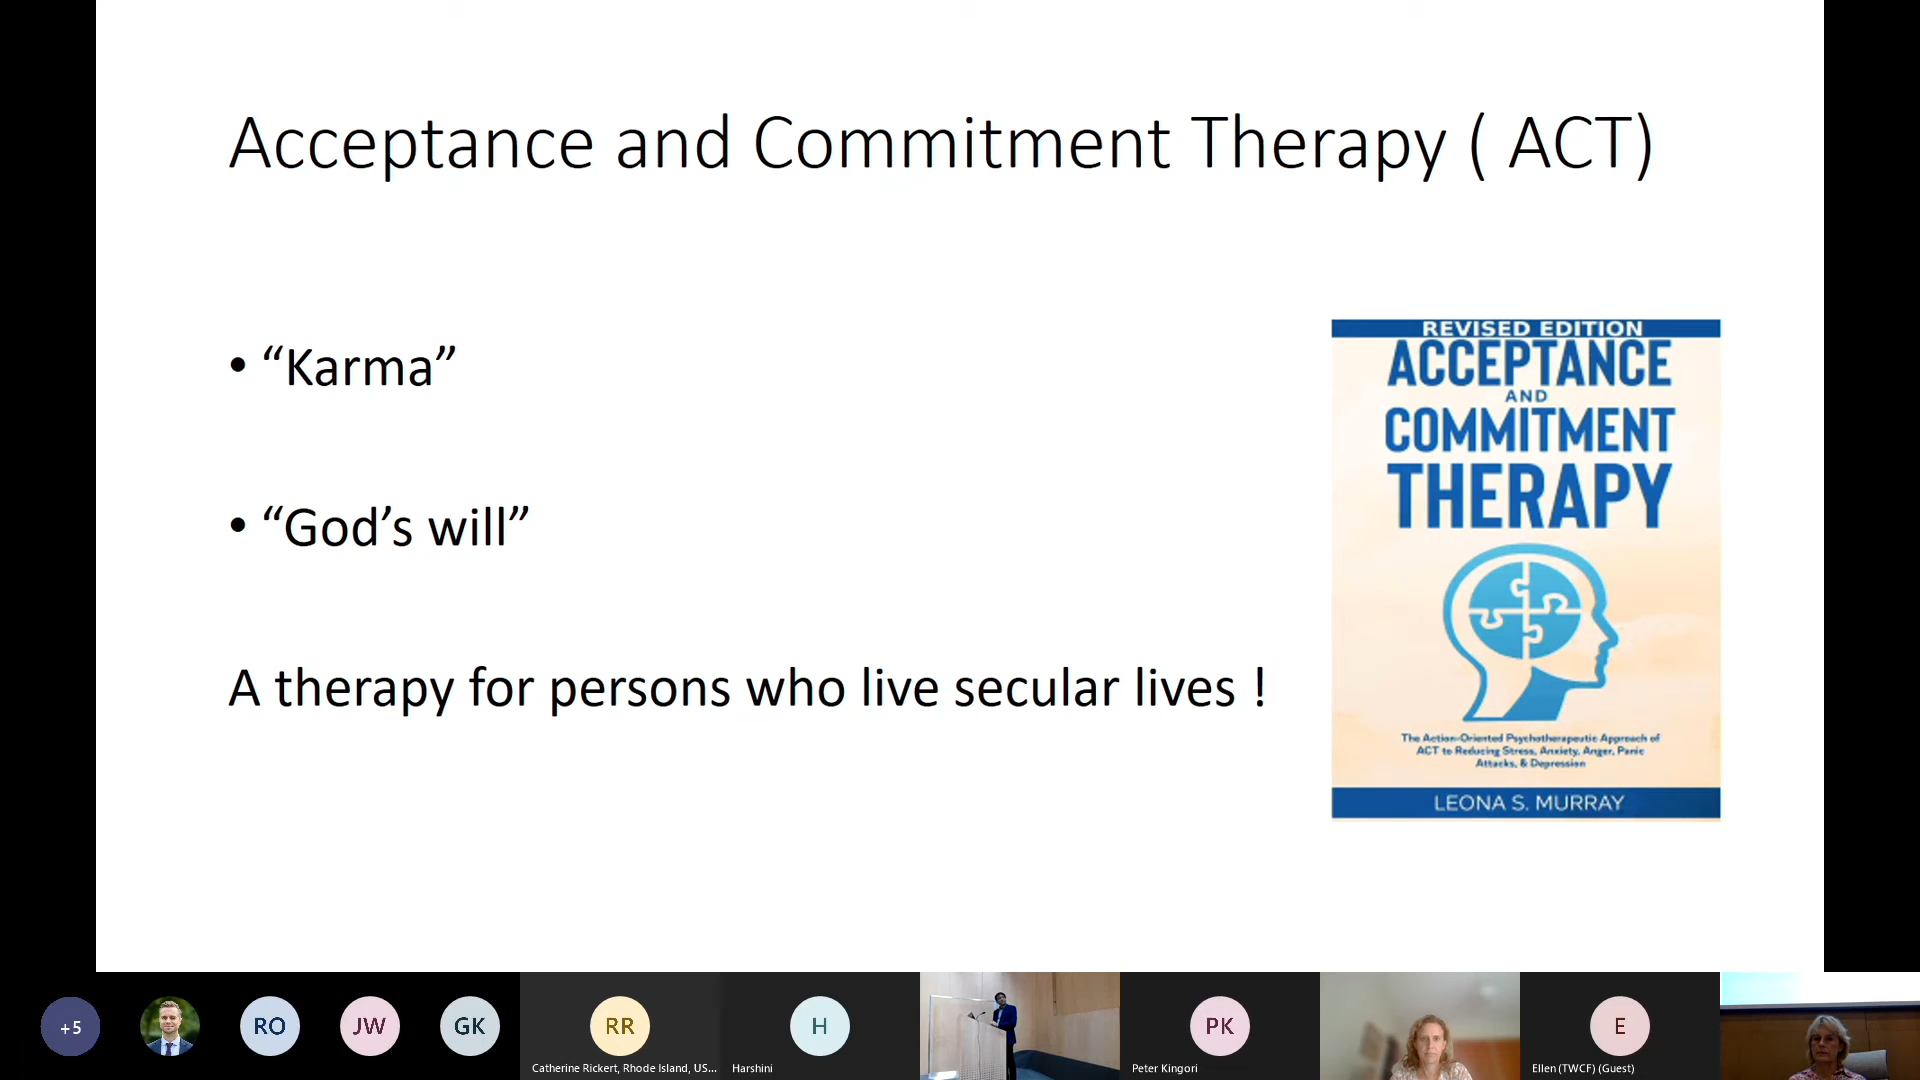 Acceptance and Commitment Therapy ( ACT)
• “Karma”
• “God’s will”
A therapy for persons who live secular lives !
REVISED EDITION
ACCEPTANCE
AND
COMMITMENT
THERAPY
The Action-Oriented Psychotherapeutic Approach of
ACT to Reducing Stress, Anxiety, Anger, Panic
Attacks, & Depression
LEONA S. MURRAY
+5
RO
JW
GK
RR
Catherine Rickert, Rhode Island, US...
H
Harshini
PK
Peter Kingori
E
Ellen (TWCF) (Guest)